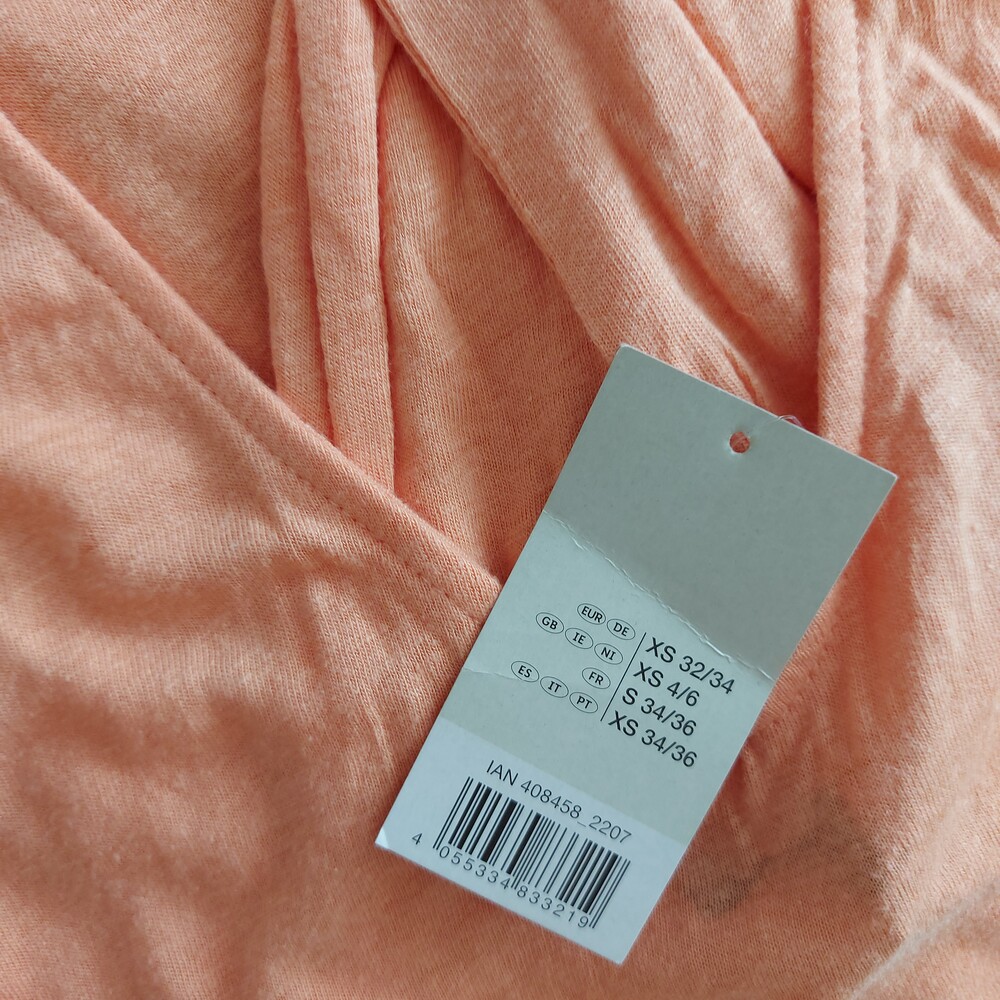 EUR DE XS 32/34
GB IE NI XS 4/6
FR S 34/36
ES IT PT XS 34/36
IAN 408458_2207
4 055334 833219